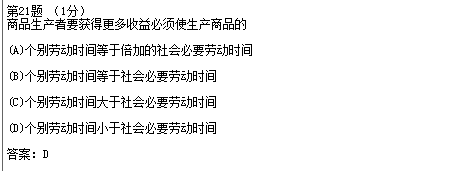 第21题 （1分）
商品生产者要获得更多收益必须使生产商品的
(A)个别劳动时间等于倍加的社会必要劳动时间
(B)个别劳动时间等于社会必要劳动时间
(C)个别劳动时间大于社会必要劳动时间
(D)个别劳动时间小于社会必要劳动时间
答案：D